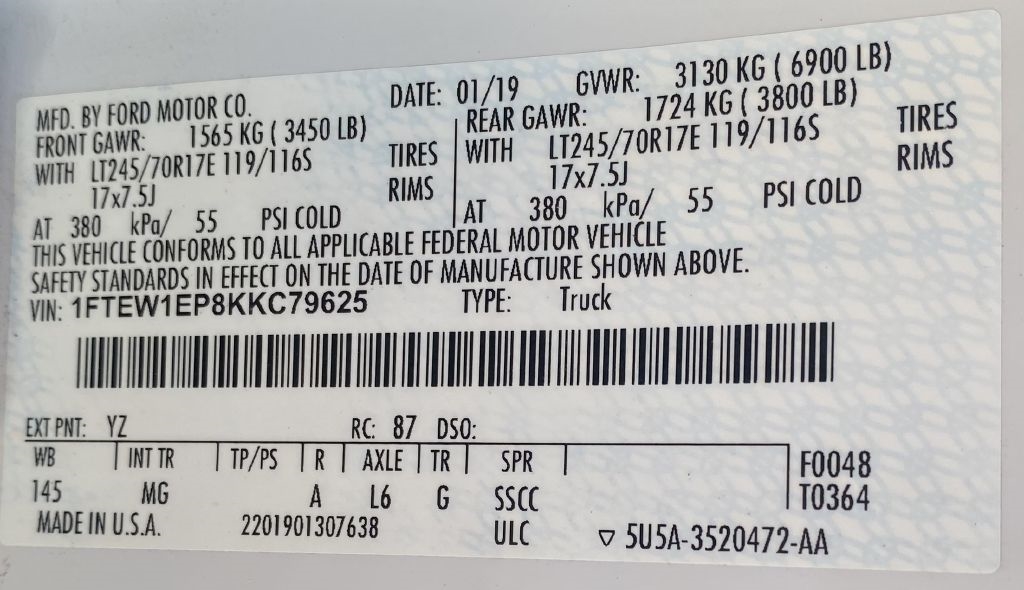 MFD. BY FORD MOTOR CO. DATE: 01/19 GVWR: 3130 KG ( 6900 LB)
FRONT GAWR: 1565 KG ( 3450 LB) REAR GAWR: 1724 KG ( 3800 LB)
WITH LT245/70R17E 119/116S TIRES WITH LT245/70R17E 119/116S TIRES
17x7.5J RIMS 17x7.5J RIMS
AT 380 kPa/ 55 PSI COLD AT 380 kPa/ 55 PSI COLD
THIS VEHICLE CONFORMS TO ALL APPLICABLE FEDERAL MOTOR VEHICLE
SAFETY STANDARDS IN EFFECT ON THE DATE OF MANUFACTURE SHOWN ABOVE.
VIN: 1FTEW1EP8KKC79625 TYPE: Truck
EXT PNT: YZ RC: 87 DSO:
WB INT TR TP/PS R AXLE TR SPR F0048
145 MG A L6 G SSCC T0364
MADE IN U.S.A. 2201901307638 ULC ▽ 5U5A-3520472-AA